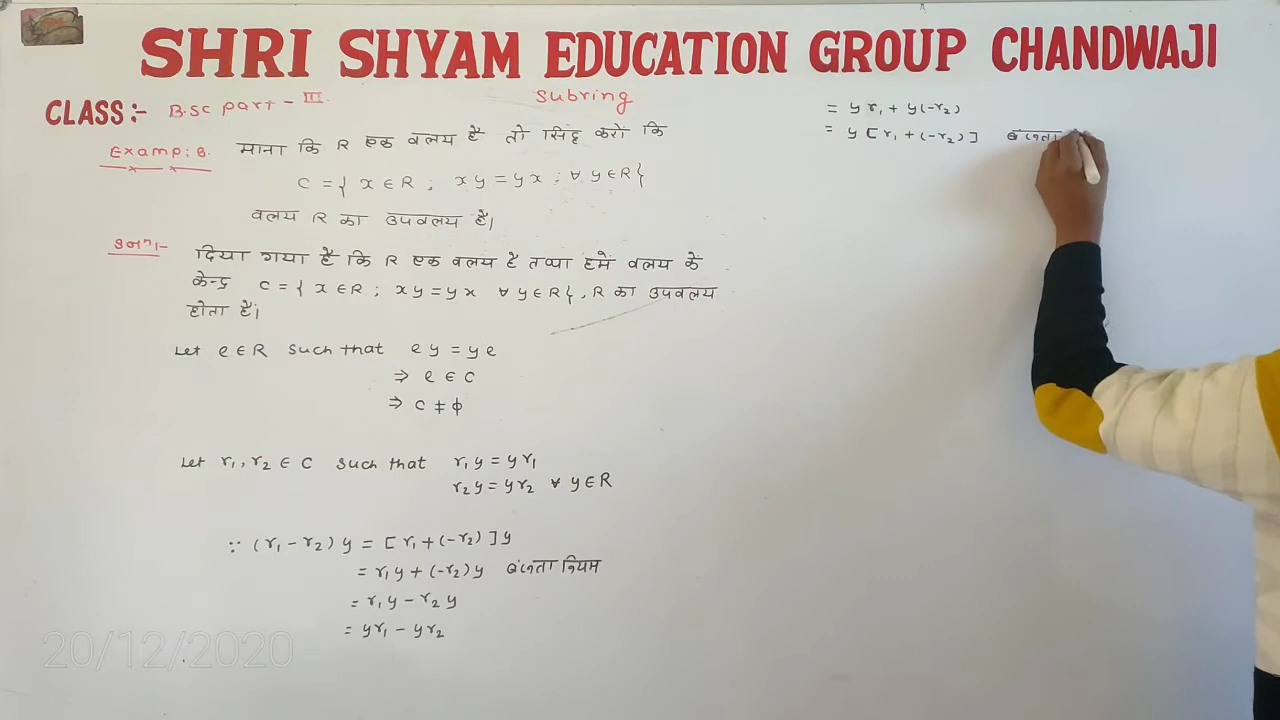 SHRI SHYAM EDUCATION GROUP CHANDWAJI
CLASS:- B.SC part - III.
Subring
Examp: 8. माना कि R एक वलय है तो सिद्ध करो कि
C = { x ∈ R ; xy = yx ; ∀ y ∈ R }
वलय R का उपवलय है।
दिया गया है कि R एक वलय है तथा हमें वलय के
केन्द्र C = { x ∈ R ; xy = yx ∀ y ∈ R } , R का उपवलय
होता है।
Let e ∈ R such that ey = ye
⇒ e ∈ C
⇒ C ≠ ϕ
Let r₁, r₂ ∈ C such that r₁y = yr₁
r₂y = yr₂ ∀ y ∈ R
∵ (r₁ - r₂) y = [ r₁ + (-r₂) ] y
= r₁y + (-r₂) y बंटनता नियम
= r₁y - r₂y
= yr₁ - yr₂
= yr₁ + y(-r₂)
= y [ r₁ + (-r₂) ]
20/12/2020